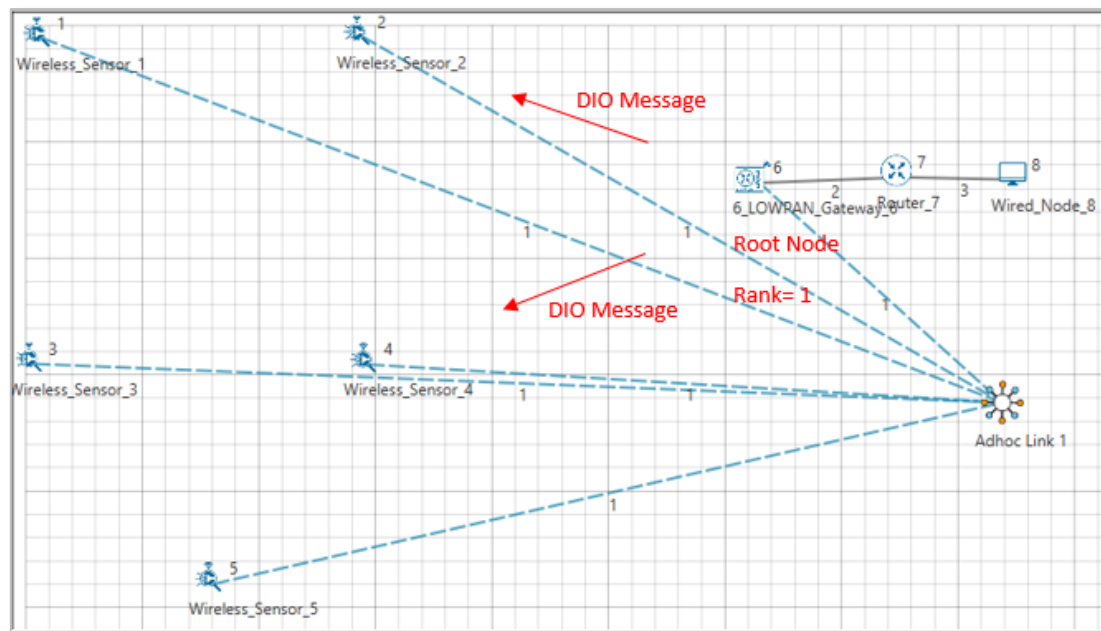 1
Wireless_Sensor_1
2
Wireless_Sensor_2
DIO Message
6
7
8
2
3
6_LOWPAN_Gateway_6
Router_7
Wired_Node_8
1
1
Root Node
DIO Message
Rank= 1
1
3
Wireless_Sensor_3
4
Wireless_Sensor_4
1
1
Adhoc Link 1
1
5
Wireless_Sensor_5